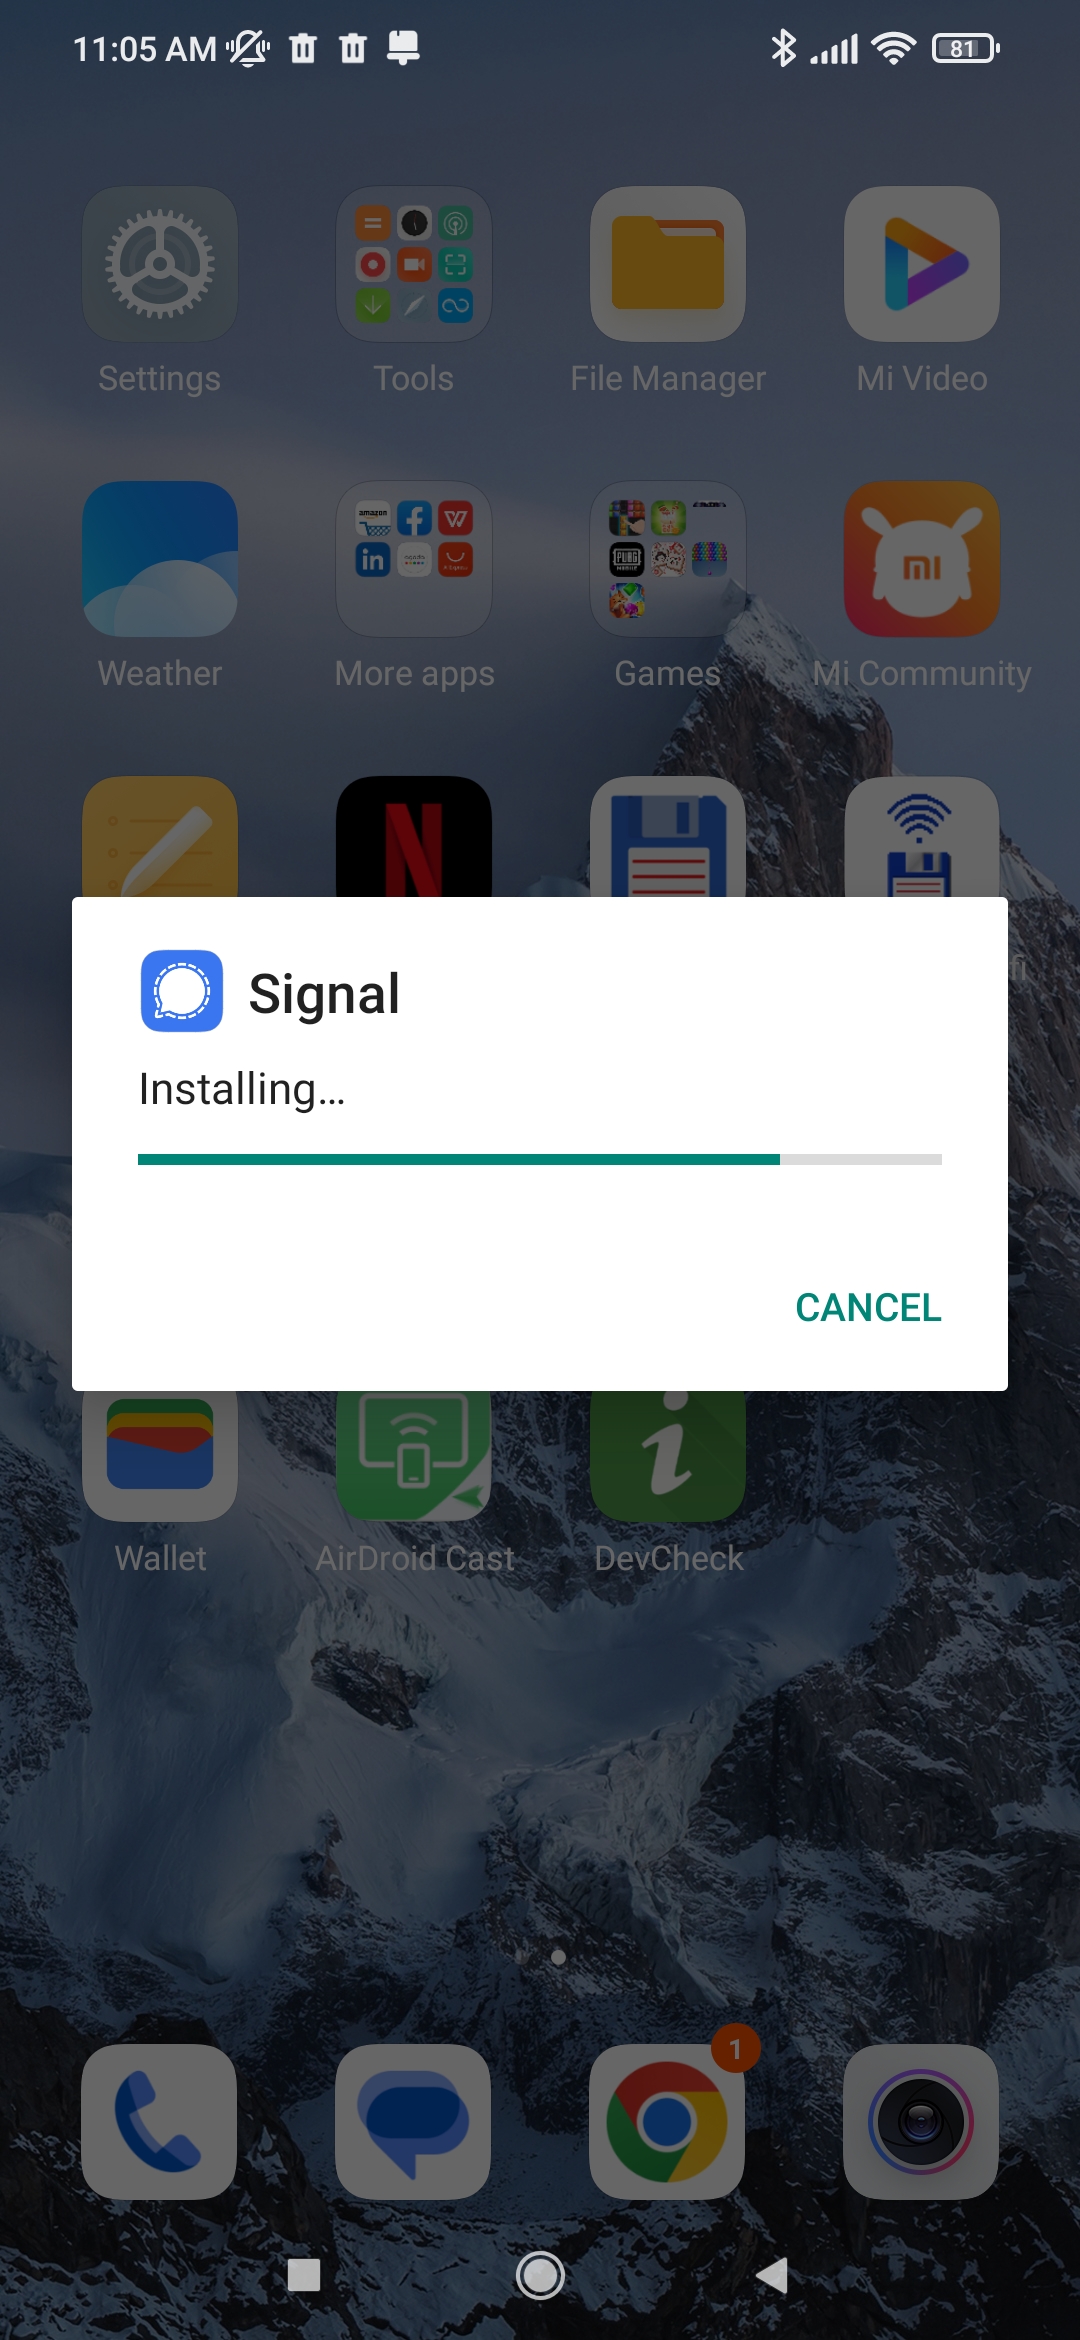 11:05 AM
81
Settings
Tools
File Manager
Mi Video
amazon
Weather
More apps
Games
Mi Community
Signal
Installing…
CANCEL
Wallet
AirDroid Cast
DevCheck
1